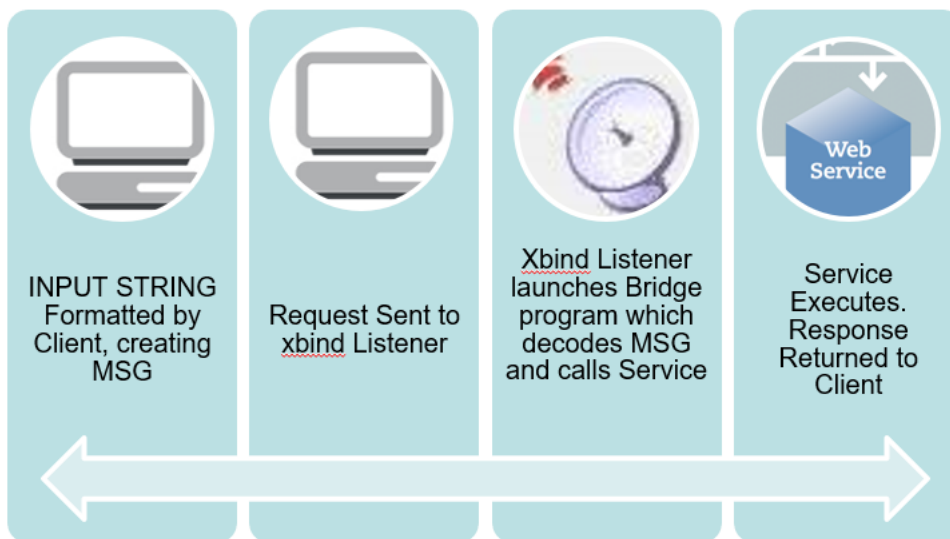 INPUT STRING
Formatted by
Client, creating
MSG
Request Sent to
xbind Listener
Xbind Listener
launches Bridge
program which
decodes MSG
and calls Service
Web
Service
Service
Executes.
Response
Returned to
Client